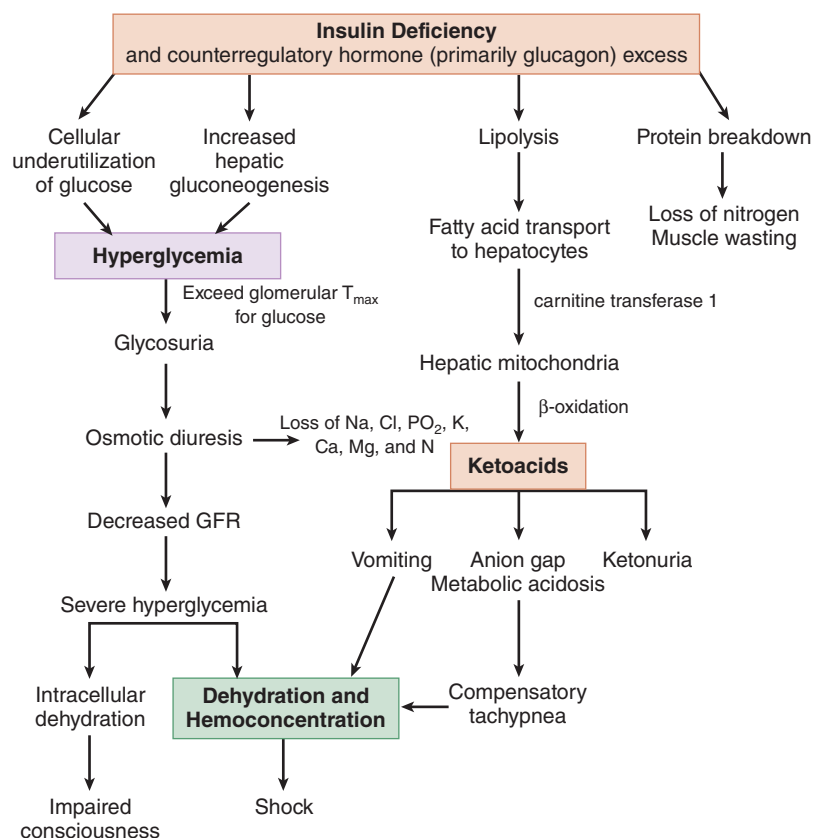 Insulin Deficiency
and counterregulatory hormone (primarily glucagon) excess
Cellular
underutilization
of glucose
Increased
hepatic
gluconeogenesis
Lipolysis
Protein breakdown
Loss of nitrogen
Muscle wasting
Hyperglycemia
Exceed glomerular Tmax
for glucose
Glycosuria
Osmotic diuresis
Loss of Na, Cl, PO2, K,
Ca, Mg, and N
Decreased GFR
Severe hyperglycemia
Fatty acid transport
to hepatocytes
carnitine transferase 1
Hepatic mitochondria
β-oxidation
Ketoacids
Vomiting
Anion gap
Metabolic acidosis
Ketonuria
Intracellular
dehydration
Dehydration and
Hemoconcentration
Compensatory
tachypnea
Impaired
consciousness
Shock